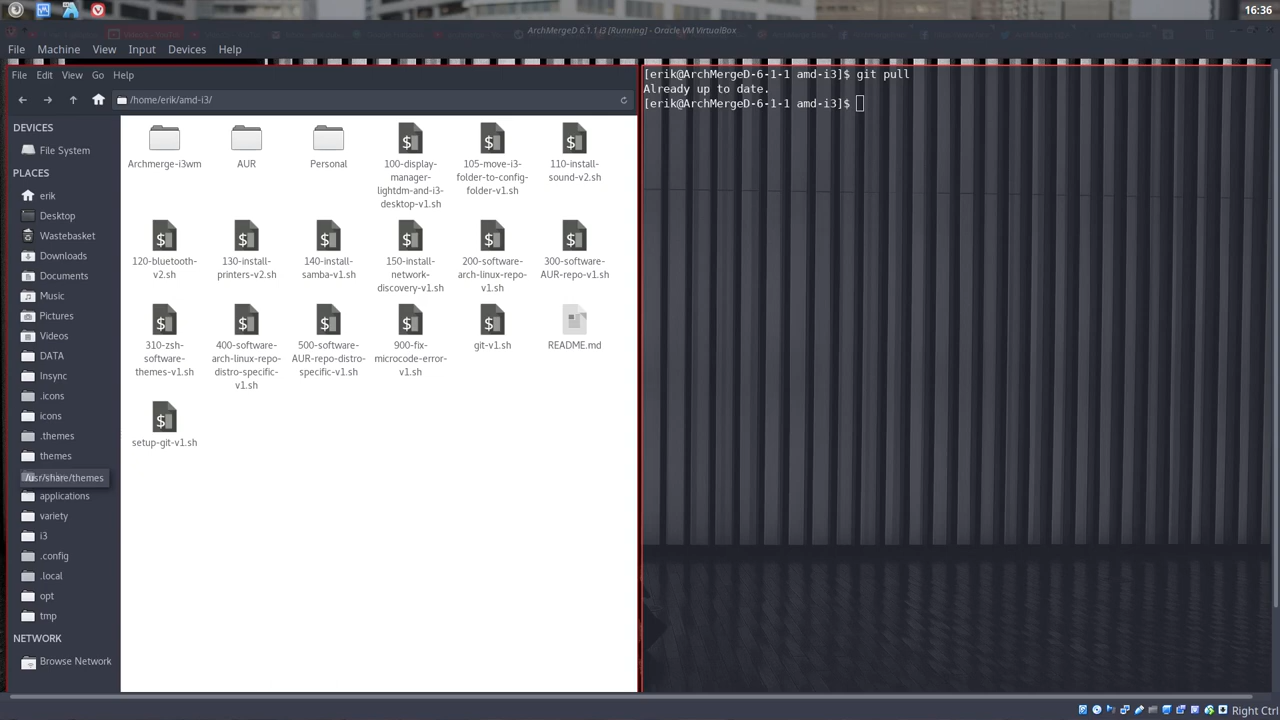 16:36
ArchMergeD 6.1.1 i3 [Running] - Oracle VM VirtualBox
File Machine View Input Devices Help
File Edit View Go Help
/home/erik/amd-i3/
DEVICES
File System
PLACES
erik
Desktop
Wastebasket
Downloads
Documents
Music
Pictures
Videos
DATA
Insync
.icons
icons
.themes
themes
/usr/share/themes
applications
variety
i3
.config
.local
opt
tmp
NETWORK
Browse Network
Archmerge-i3wm
AUR
Personal
100-display-
manager-
lightdm-and-i3-
desktop-v1.sh
105-move-i3-
folder-to-config-
folder-v1.sh
110-install-
sound-v2.sh
120-bluetooth-
v2.sh
130-install-
printers-v2.sh
140-install-
samba-v1.sh
150-install-
network-
discovery-v1.sh
200-software-
arch-linux-repo-
v1.sh
300-software-
AUR-repo-v1.sh
310-zsh-
software-
themes-v1.sh
400-software-
arch-linux-repo-
distro-specific-
v1.sh
500-software-
AUR-repo-distro-
specific-v1.sh
900-fix-
microcode-error-
v1.sh
git-v1.sh
README.md
setup-git-v1.sh
[erik@ArchMergeD-6-1-1 amd-i3]$ git pull
Already up to date.
[erik@ArchMergeD-6-1-1 amd-i3]$
Right Ctrl